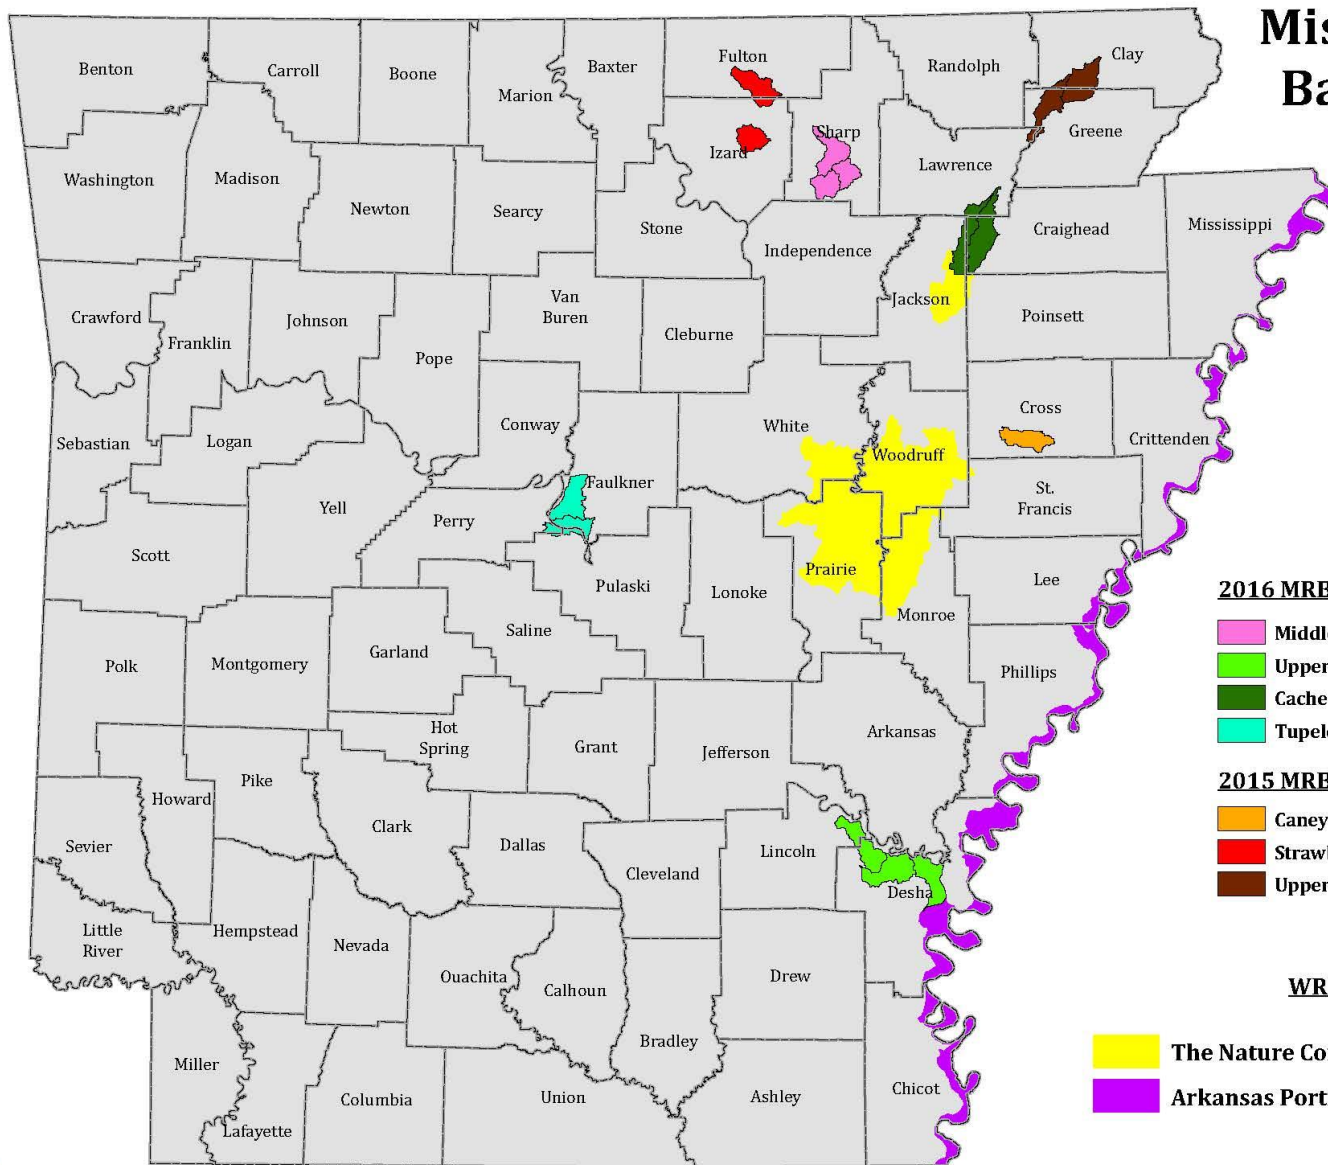 Mis
Ba
Benton
Carroll
Boone
Marion
Baxter
Fulton
Randolph
Clay
Greene
Sharp
Izard
Lawrence
Washington
Madison
Newton
Searcy
Stone
Independence
Craighead
Mississippi
Jackson
Crawford
Franklin
Johnson
Van
Buren
Cleburne
Poinsett
Pope
Conway
White
Cross
Crittenden
Sebastian
Logan
Woodruff
Faulkner
St.
Francis
Yell
Perry
Scott
Pulaski
Lonoke
Prairie
Lee
Monroe
Saline
Garland
Polk
Montgomery
Phillips
Hot
Spring
Grant
Jefferson
Arkansas
Pike
Howard
Clark
Dallas
Sevier
Cleveland
Lincoln
Desha
Little
River
Hempstead
Nevada
Ouachita
Calhoun
Drew
Bradley
Miller
Columbia
Union
Ashley
Chicot
Lafayette
2016 MRB
Middl
Upper
Cache
Tupel
2015 MRB
Caney
Straw
Upper
WR
The Nature Co
Arkansas Port